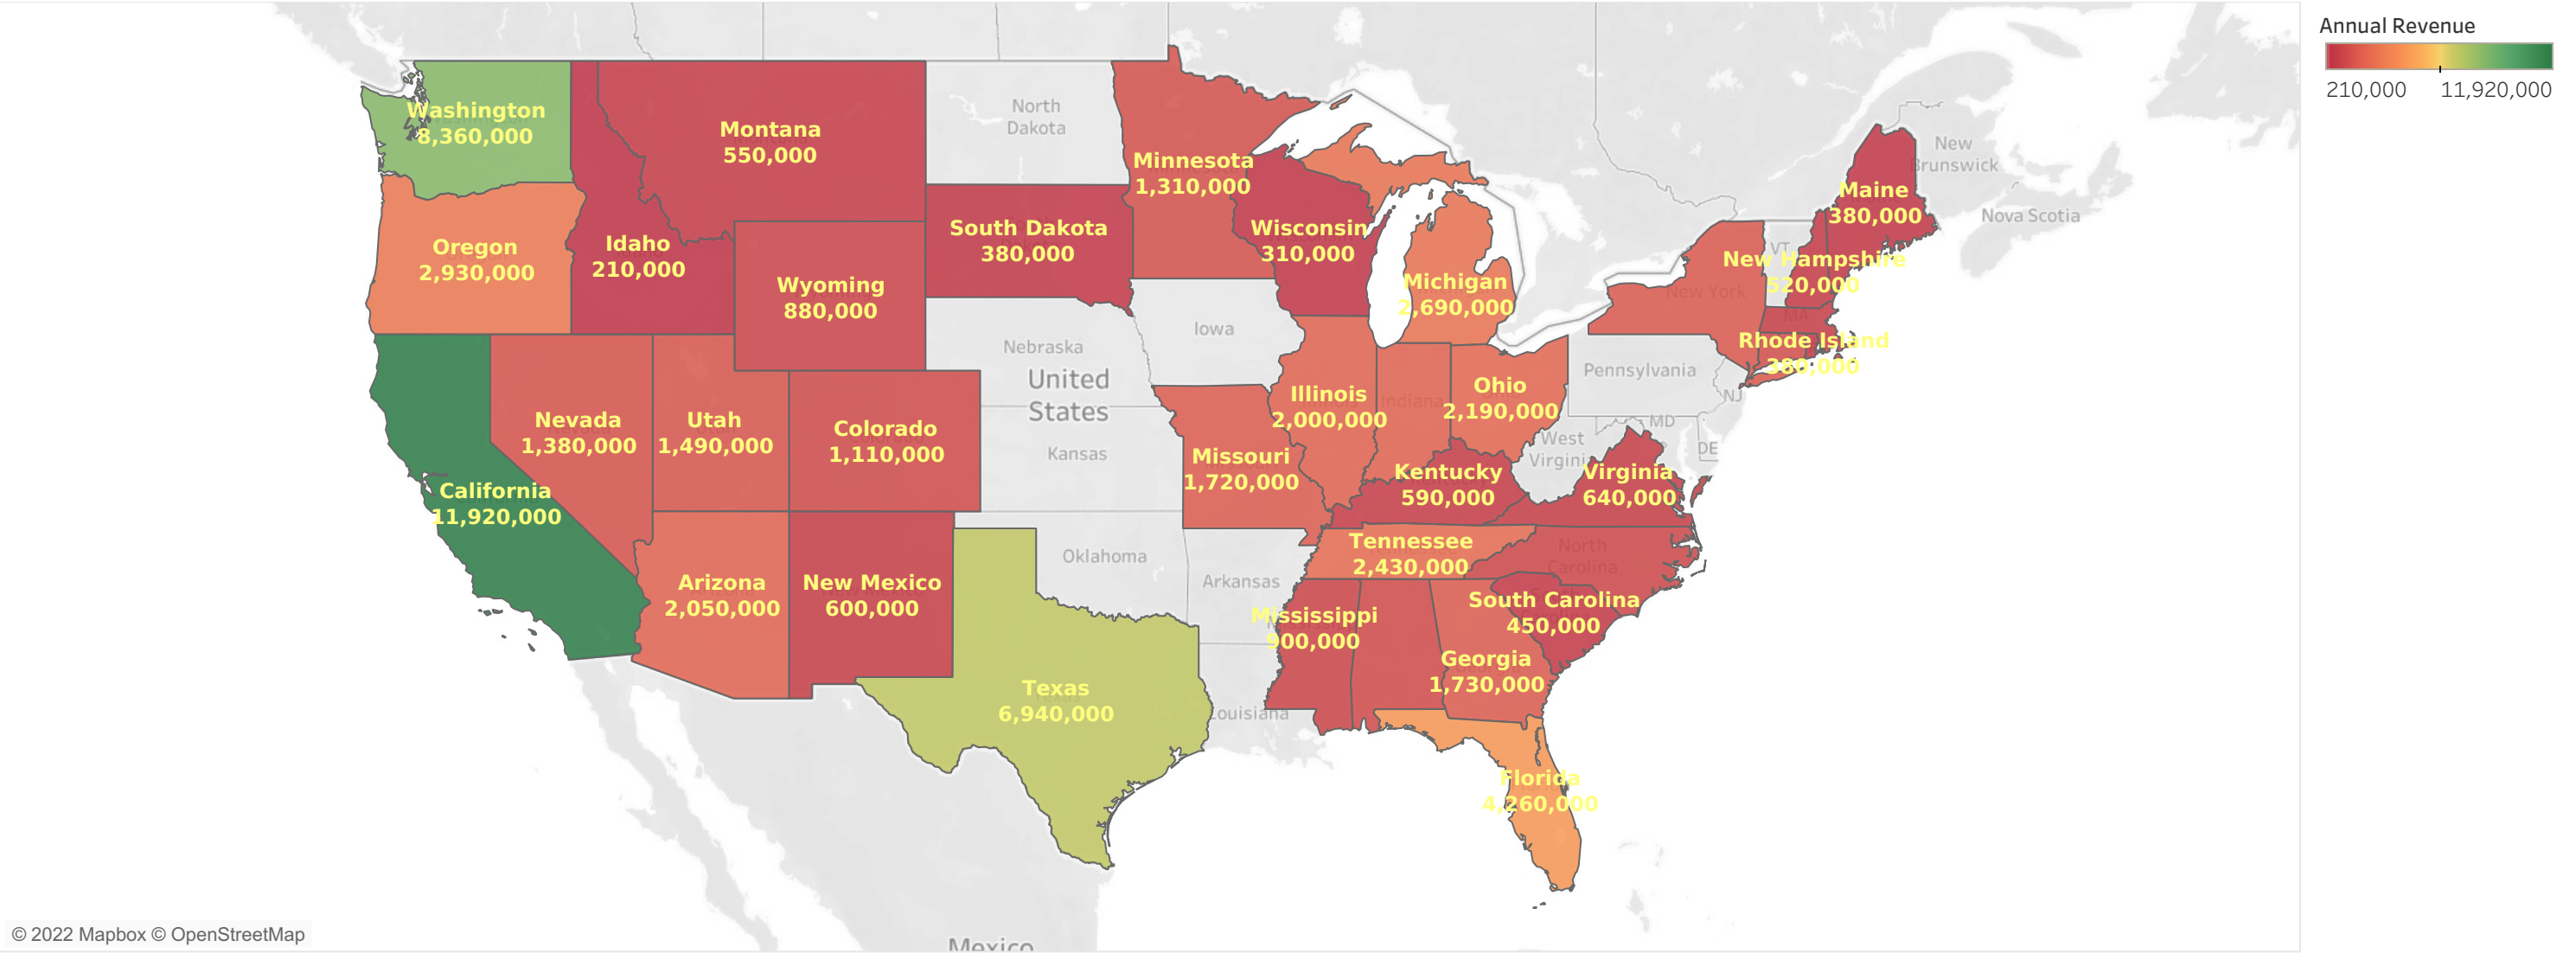 Annual Revenue
210,000
11,920,000
Washington
8,360,000
Montana
550,000
North
Dakota
Minnesota
1,310,000
New
Brunswick
Maine
380,000
Nova Scotia
Oregon
2,930,000
Idaho
210,000
South Dakota
380,000
Wisconsin
310,000
VT
New Hampshire
520,000
Wyoming
880,000
Michigan
2,690,000
New York
MA
Iowa
Nebraska
Rhode Island
380,000
Pennsylvania
United
States
NJ
Nevada
1,380,000
Utah
1,490,000
Colorado
1,110,000
Illinois
2,000,000
Indiana
Ohio
2,190,000
MD
DE
West
Virginia
Kansas
Missouri
1,720,000
Kentucky
590,000
Virginia
640,000
California
11,920,000
Oklahoma
Arkansas
Tennessee
2,430,000
North
Carolina
Arizona
2,050,000
New Mexico
600,000
Mississippi
900,000
South Carolina
450,000
Georgia
1,730,000
Texas
6,940,000
Louisiana
Florida
4,260,000
Mexico
© 2022 Mapbox © OpenStreetMap